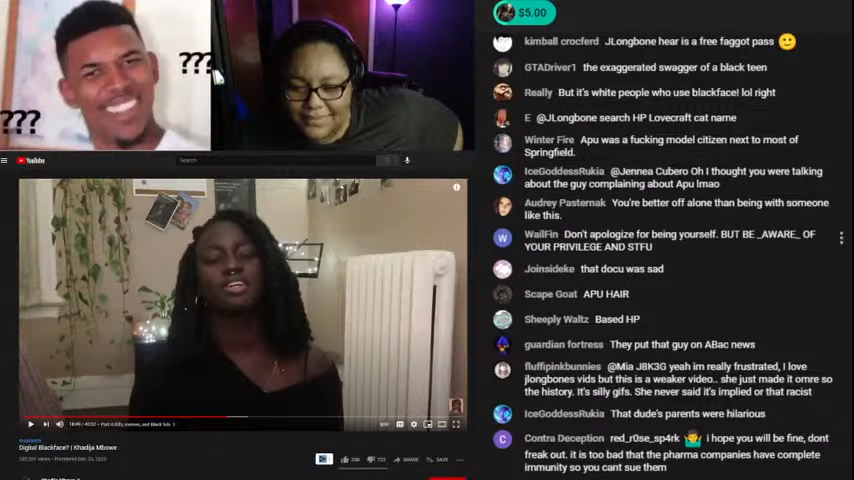 ???
???
$5.00
kimball crocferd JLongbone hear is a free faggot pass 🙂
GTADriver1 the exaggerated swagger of a black teen
Really But it's white people who use blackface! lol right
E @JLongbone search HP Lovecraft cat name
Winter Fire Apu was a fucking model citizen next to most of
Springfield.
IceGoddessRukia @Jennea Cubero Oh I thought you were talking
about the guy complaining about Apu lmao
Audrey Pasternak You're better off alone than being with someone
like this.
W WailFin Don't apologize for being yourself. BUT BE _AWARE_ OF
YOUR PRIVILEGE AND STFU
Joinsideke that docu was sad
Scape Goat APU HAIR
Sheeply Waltz Based HP
guardian fortress They put that guy on ABac news
fluffipinkbunnies @Mia J8K3G yeah im really frustrated, I love
jlongbones vids but this is a weaker video.. she just made it omre so
the history. It's silly gifs. She never said it's implied or that racist
IceGoddessRukia That dude's parents were hilarious
C Contra Deception red_r0se_sp4rk 🤷‍♂️ i hope you will be fine, dont
freak out. it is too bad that the pharma companies have complete
immunity so you cant sue them
YouTube
Search
Digital Blackface? | Khadija Mbowe
SHARE
SAVE